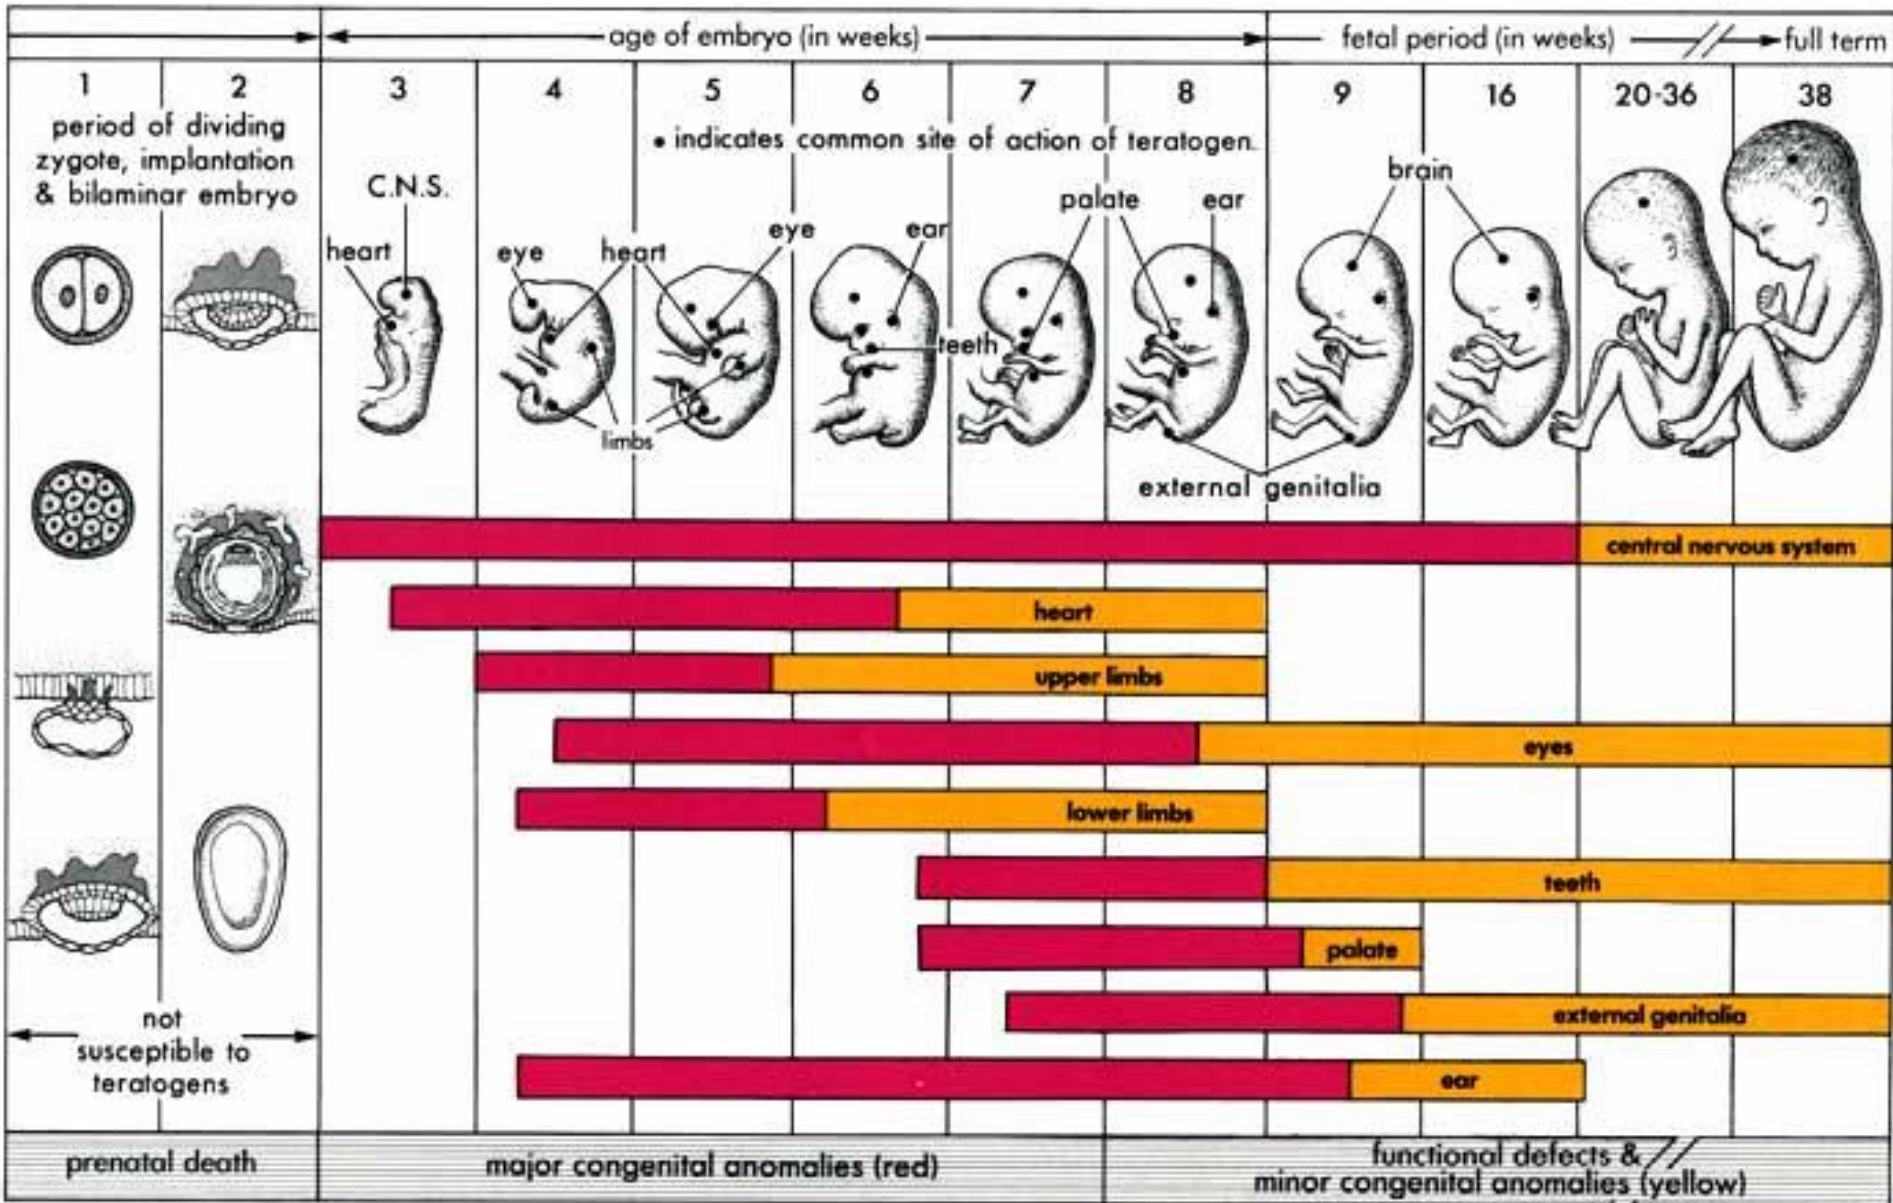 age of embryo (in weeks)
fetal period (in weeks)
full term
1
2
3
4
5
6
7
8
9
16
20-36
38
period of dividing
zygote, implantation
& bilaminar embryo
• indicates common site of action of teratogen.
C.N.S.
heart
eye
heart
limbs
eye
ear
teeth
palate
ear
brain
external genitalia
central nervous system
heart
upper limbs
eyes
lower limbs
teeth
palate
external genitalia
ear
not
susceptible to
teratogens
prenatal death
major congenital anomalies (red)
functional defects &
minor congenital anomalies (yellow)